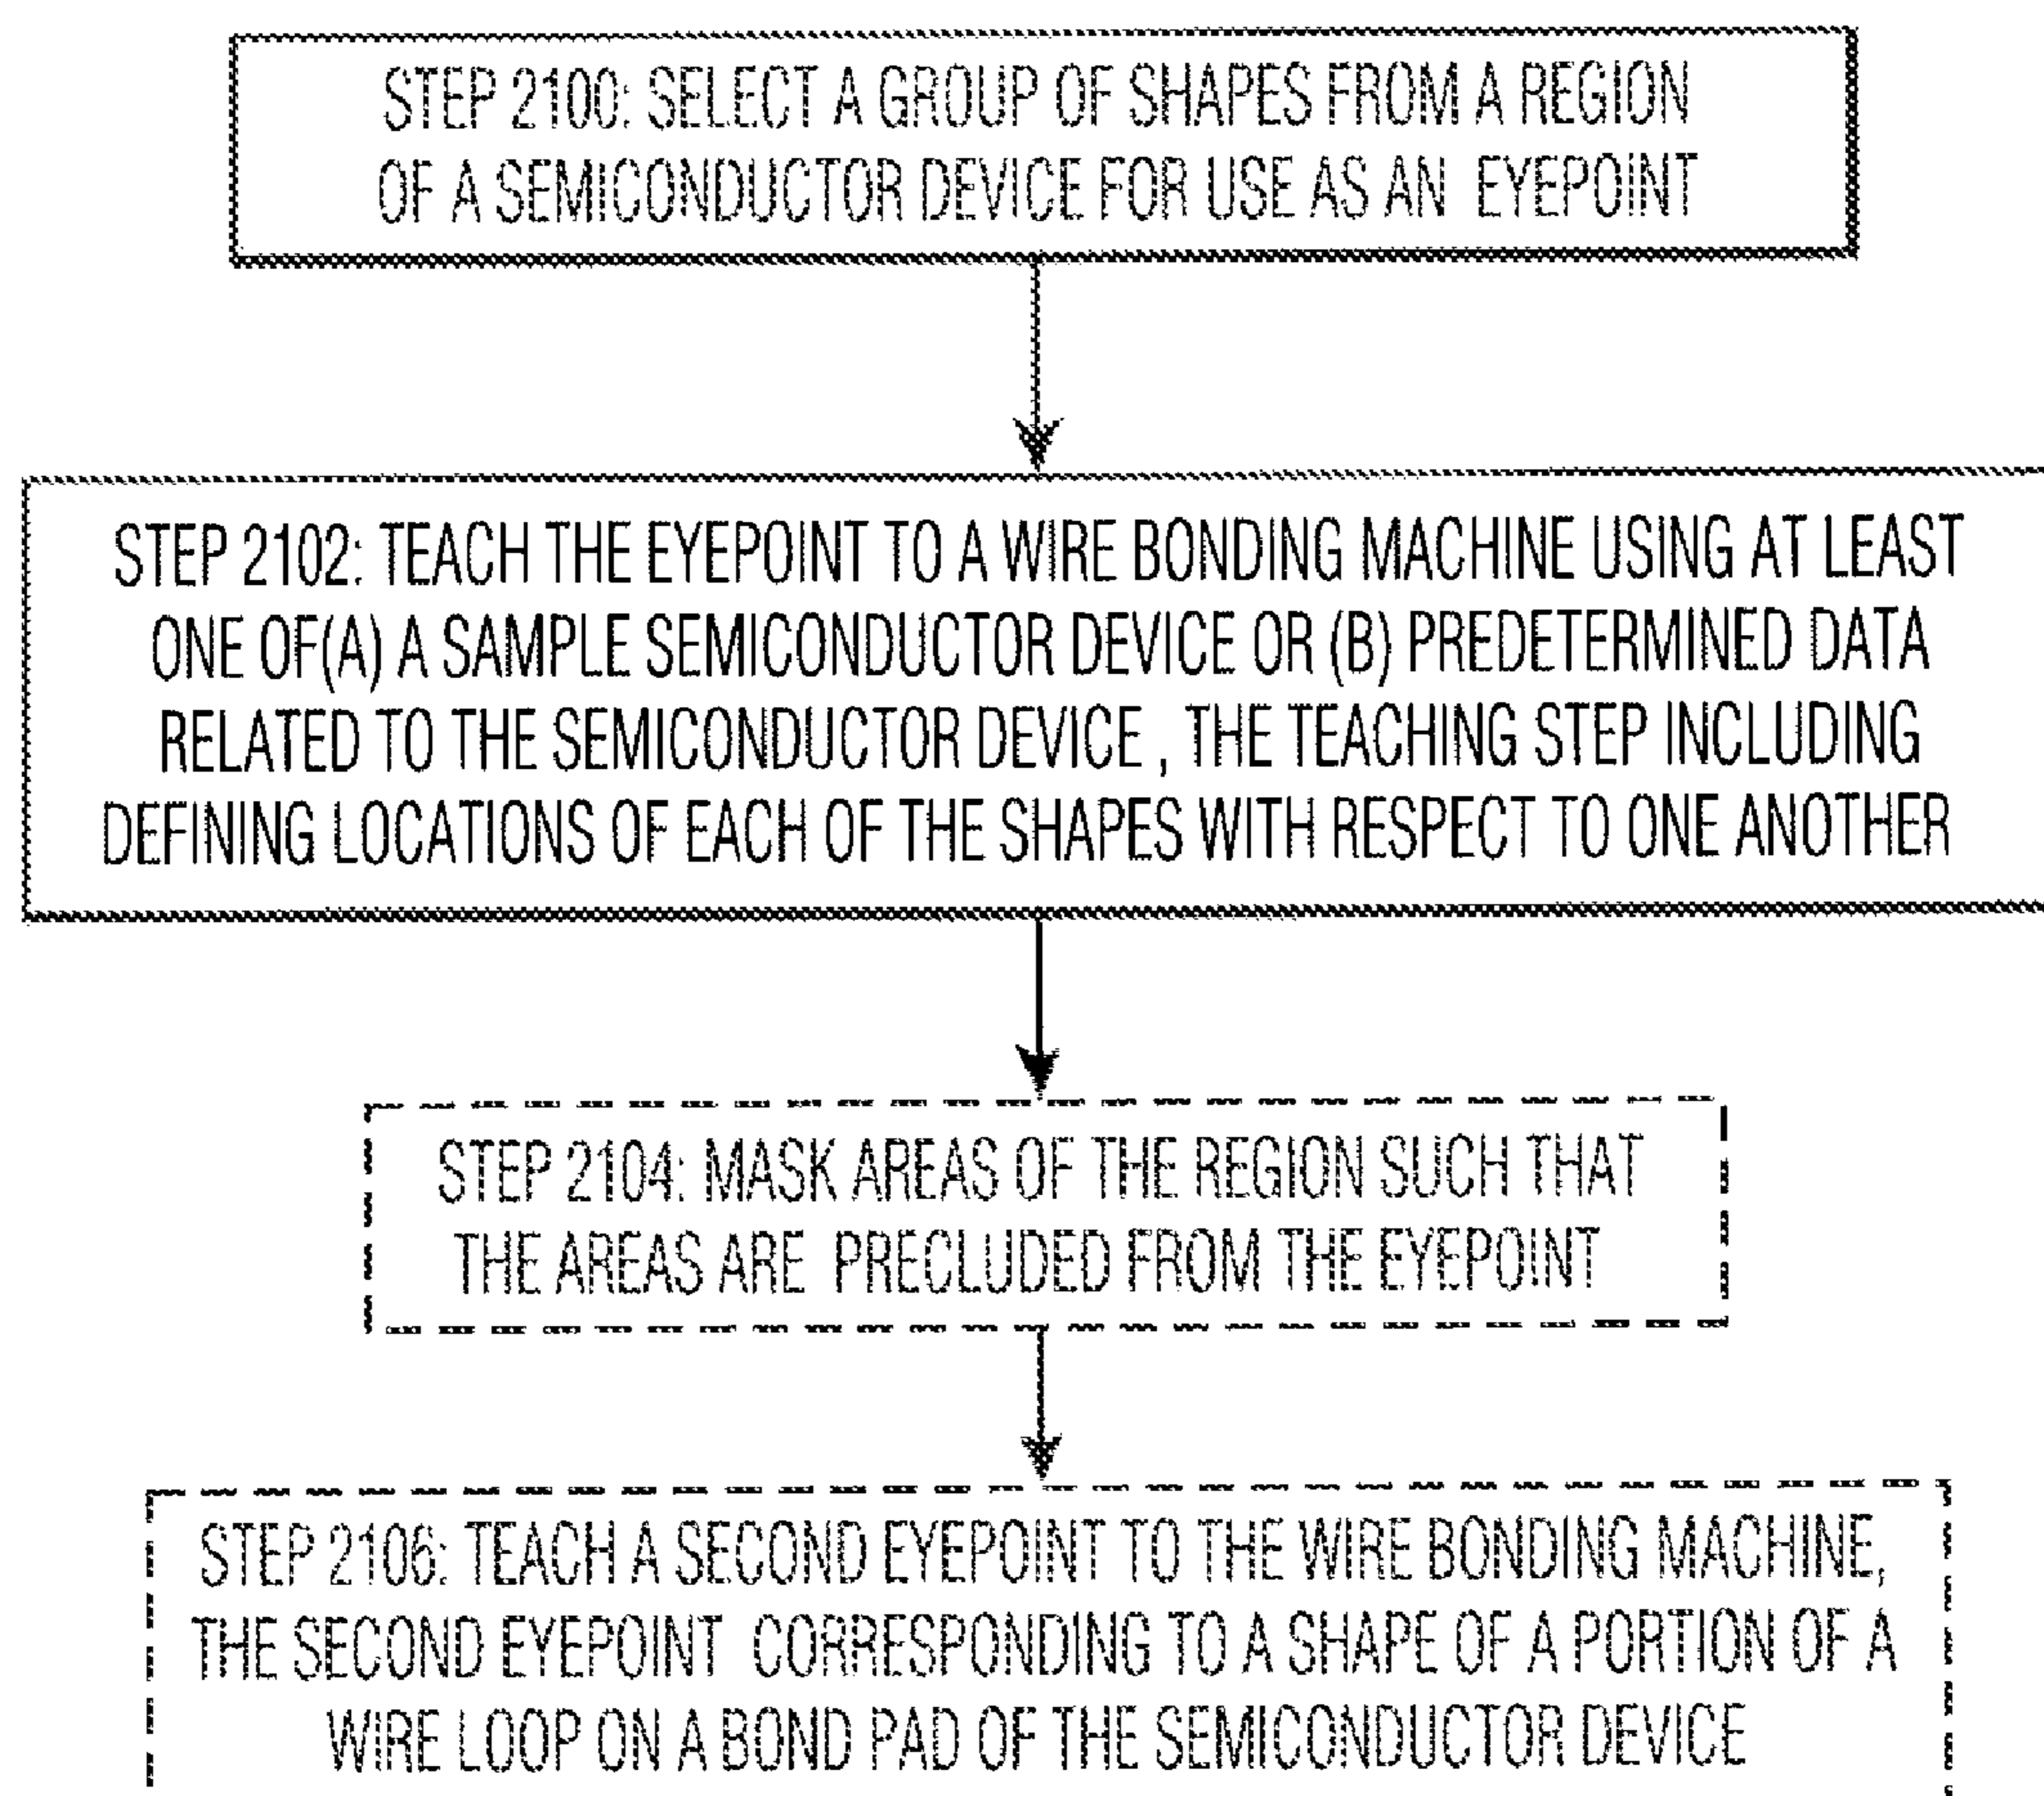 STEP 2100: SELECT A GROUP OF SHAPES FROM A REGION
OF A SEMICONDUCTOR DEVICE FOR USE AS AN EYEPOINT
STEP 2102: TEACH THE EYEPOINT TO A WIRE BONDING MACHINE USING AT LEAST
ONE OF(A) A SAMPLE SEMICONDUCTOR DEVICE OR (B) PREDETERMINED DATA
RELATED TO THE SEMICONDUCTOR DEVICE , THE TEACHING STEP INCLUDING
DEFINING LOCATIONS OF EACH OF THE SHAPES WITH RESPECT TO ONE ANOTHER
STEP 2104: MASK AREAS OF THE REGION SUCH THAT
THE AREAS ARE PRECLUDED FROM THE EYEPOINT
STEP 2106: TEACH A SECOND EYEPOINT TO THE WIRE BONDING MACHINE,
THE SECOND EYEPOINT CORRESPONDING TO A SHAPE OF A PORTION OF A
WIRE LOOP ON A BOND PAD OF THE SEMICONDUCTOR DEVICE